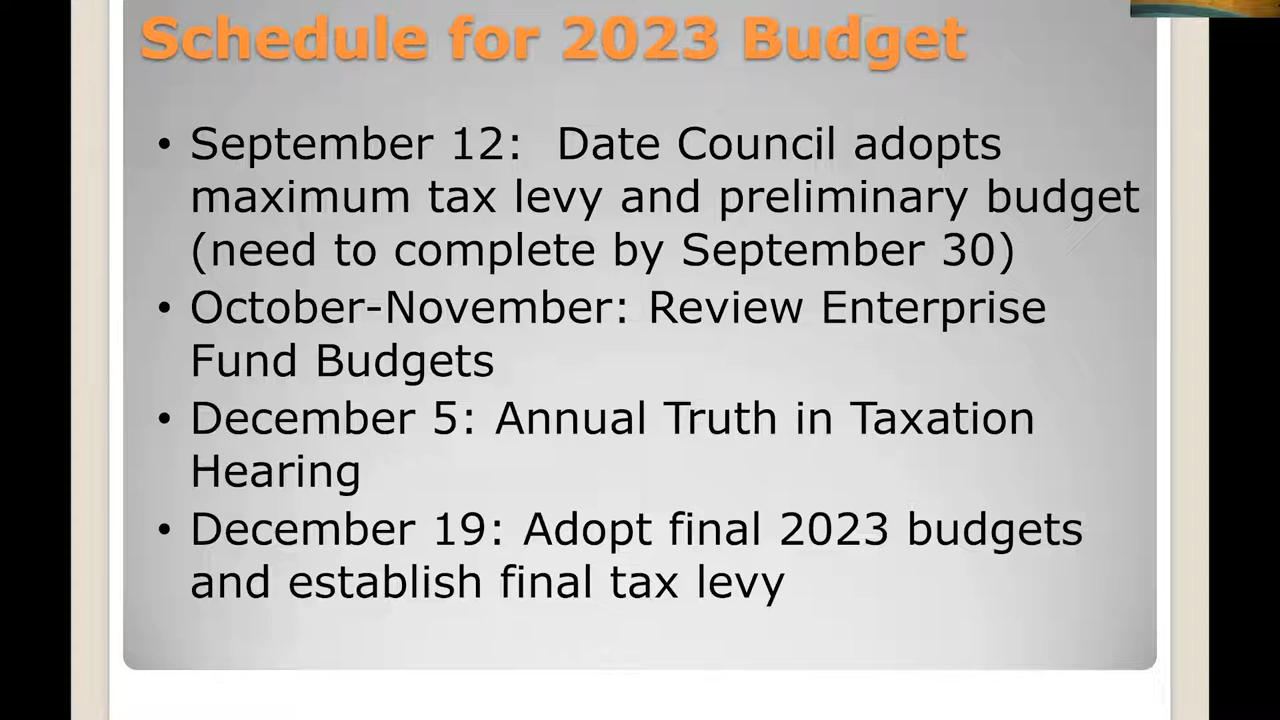 Schedule for 2023 Budget
• September 12:  Date Council adopts
maximum tax levy and preliminary budget
(need to complete by September 30)
• October-November: Review Enterprise
Fund Budgets
• December 5: Annual Truth in Taxation
Hearing
• December 19: Adopt final 2023 budgets
and establish final tax levy